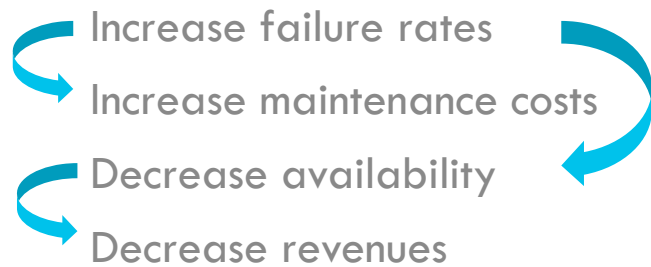 Increase failure rates
Increase maintenance costs
Decrease availability
Decrease revenues